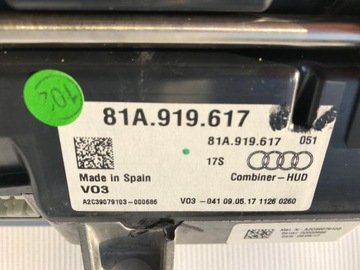 102
81A.919.617
81A.919.617 051
17S
Made in Spain
Combiner-HUD
V03
A2C39079103-000686
V03 -041 09.05.17 1126 0260
A2C39079103